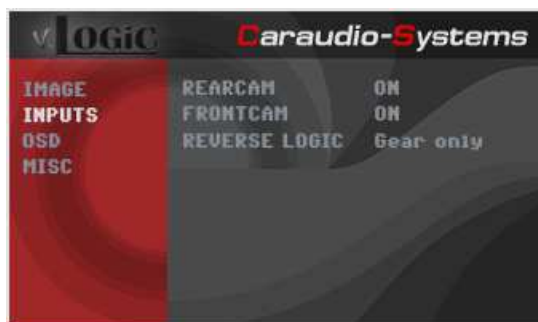 v.LOGiC Caraudio-Systems
IMAGE REARCAM ON
INPUTS FRONTCAM ON
OSD REVERSE LOGIC Gear only
MISC